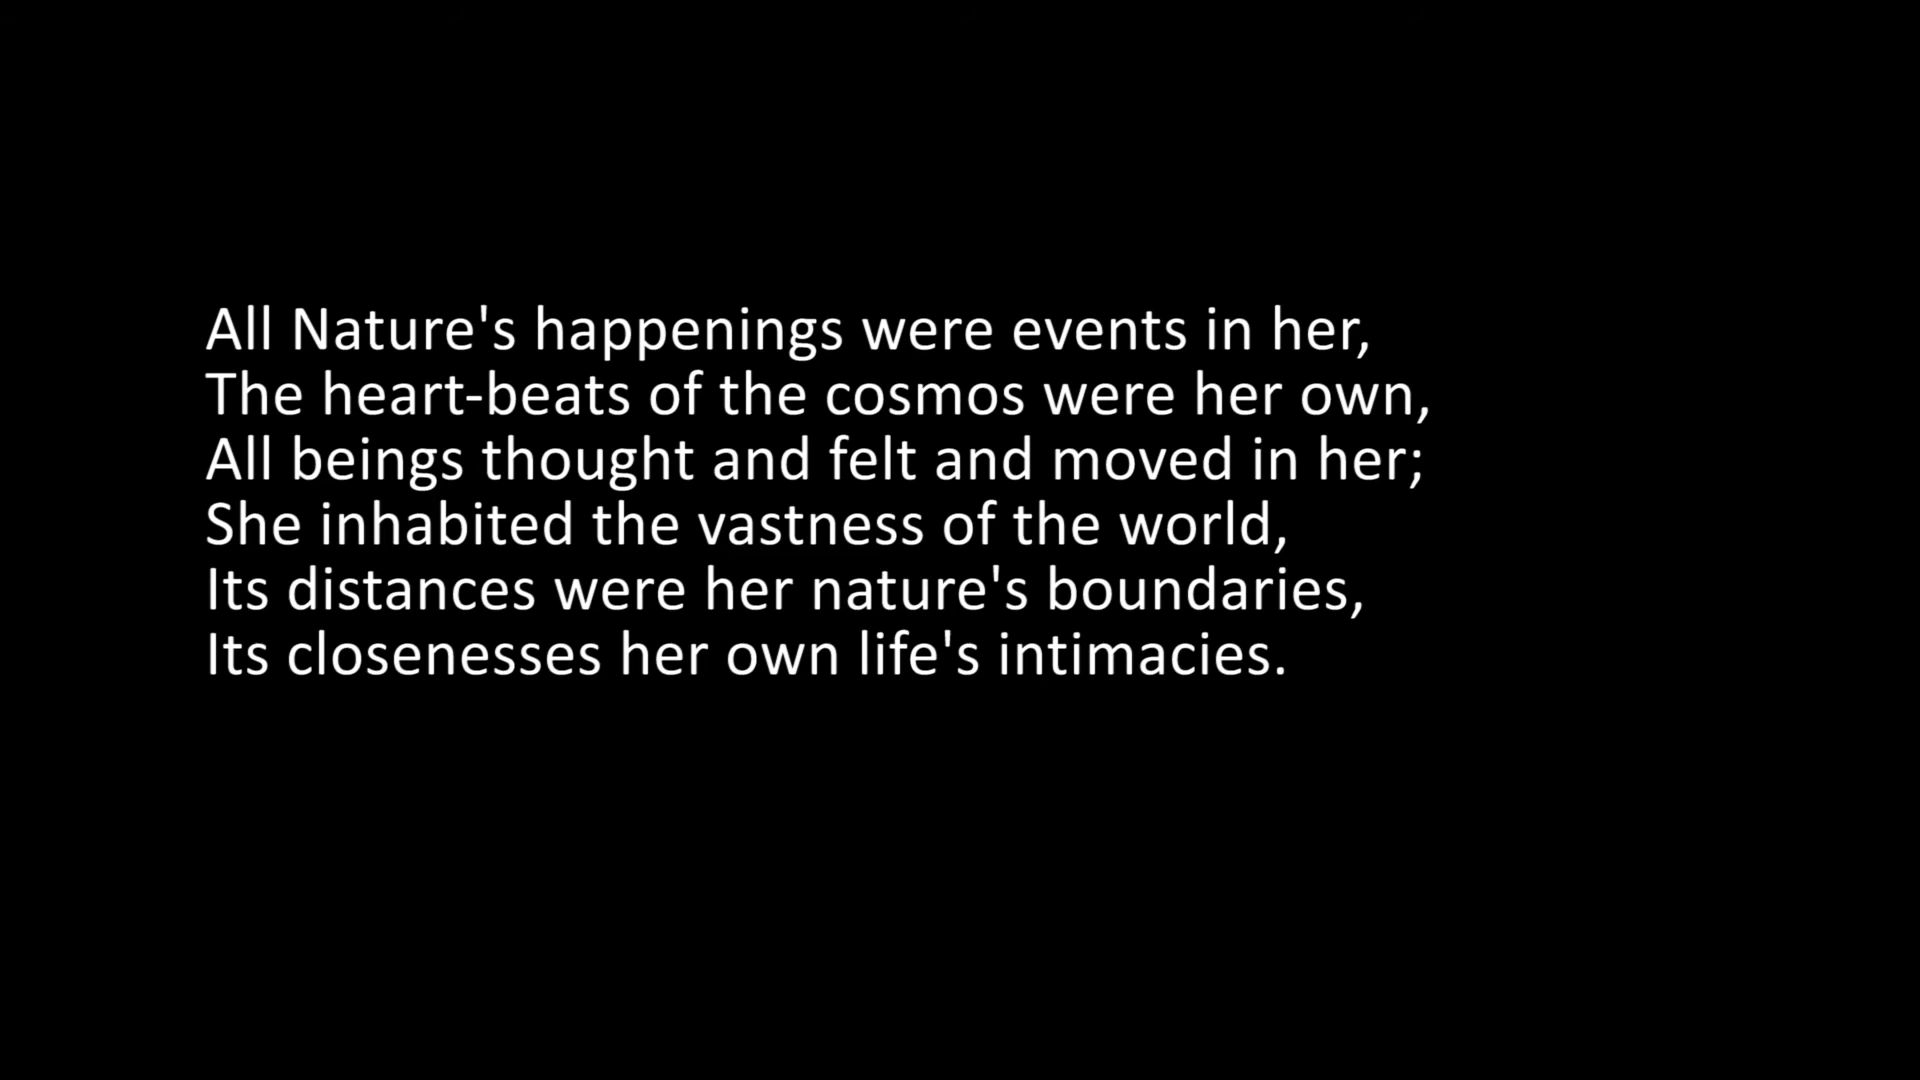 All Nature's happenings were events in her,
The heart-beats of the cosmos were her own,
All beings thought and felt and moved in her;
She inhabited the vastness of the world,
Its distances were her nature's boundaries,
Its closenesses her own life's intimacies.